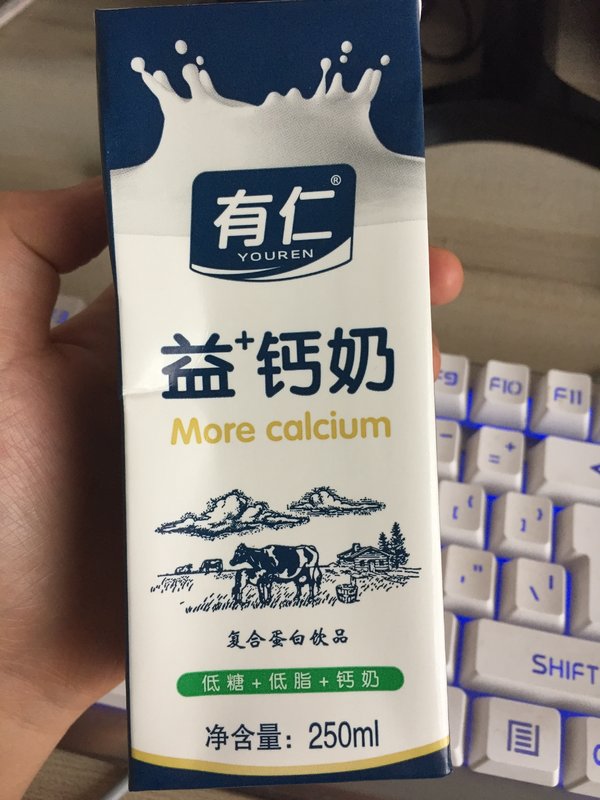 有仁®
YOUREN
益+钙奶
More calcium
复合蛋白饮品
低糖+低脂+钙奶
净含量：250ml
F9
F10
F11
- = +
[ { ] }
, " \ |
SHIFT